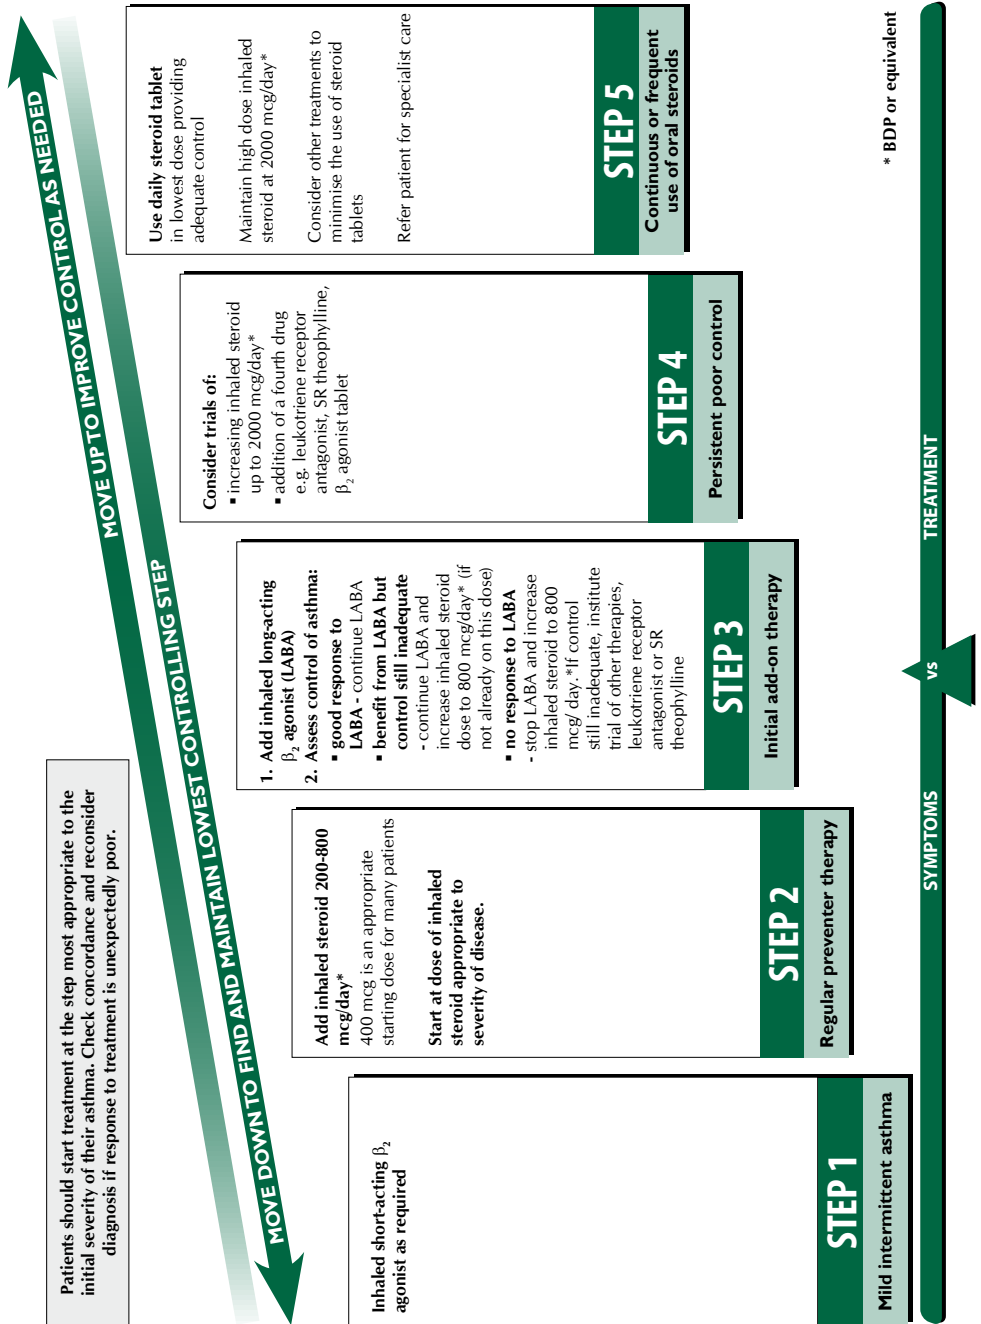 Patients should start treatment at the step most appropriate to the
initial severity of their asthma. Check concordance and reconsider
diagnosis if response to treatment is unexpectedly poor.
MOVE UP TO IMPROVE CONTROL AS NEEDED
MOVE DOWN TO FIND AND MAINTAIN LOWEST CONTROLLING STEP
Inhaled short-acting β2
agonist as required
STEP 1
Mild intermittent asthma
Add inhaled steroid 200-800
mcg/day*
400 mcg is an appropriate
starting dose for many patients
Start at dose of inhaled
steroid appropriate to
severity of disease.
STEP 2
Regular preventer therapy
1. Add inhaled long-acting
β2 agonist (LABA)
2. Assess control of asthma:
▪ good response to
LABA - continue LABA
▪ benefit from LABA but
control still inadequate
- continue LABA and
increase inhaled steroid
dose to 800 mcg/day* (if
not already on this dose)
▪ no response to LABA
- stop LABA and increase
inhaled steroid to 800
mcg/ day.*If control
still inadequate, institute
trial of other therapies,
leukotriene receptor
antagonist or SR
theophylline
STEP 3
Initial add-on therapy
Consider trials of:
▪ increasing inhaled steroid
up to 2000 mcg/day*
▪ addition of a fourth drug
e.g. leukotriene receptor
antagonist, SR theophylline,
β2 agonist tablet
STEP 4
Persistent poor control
Use daily steroid tablet
in lowest dose providing
adequate control
Maintain high dose inhaled
steroid at 2000 mcg/day*
Consider other treatments to
minimise the use of steroid
tablets
Refer patient for specialist care
STEP 5
Continuous or frequent
use of oral steroids
* BDP or equivalent
SYMPTOMS
vs
TREATMENT